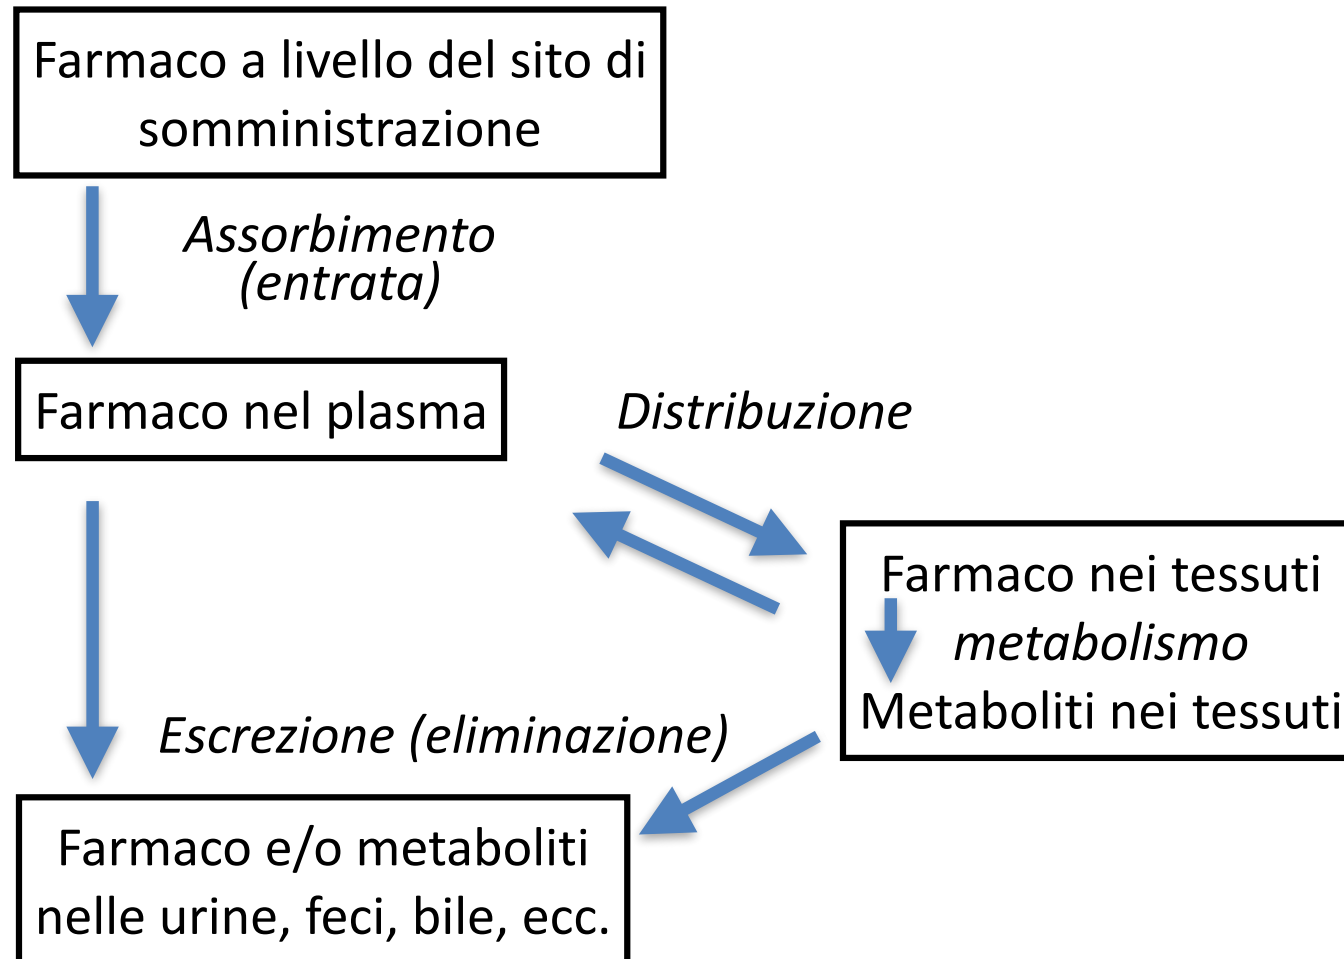 Farmaco a livello del sito di
somministrazione
Assorbimento
(entrata)
Farmaco nel plasma
Distribuzione
Farmaco nei tessuti
metabolismo
Metaboliti nei tessuti
Escrezione (eliminazione)
Farmaco e/o metaboliti
nelle urine, feci, bile, ecc.